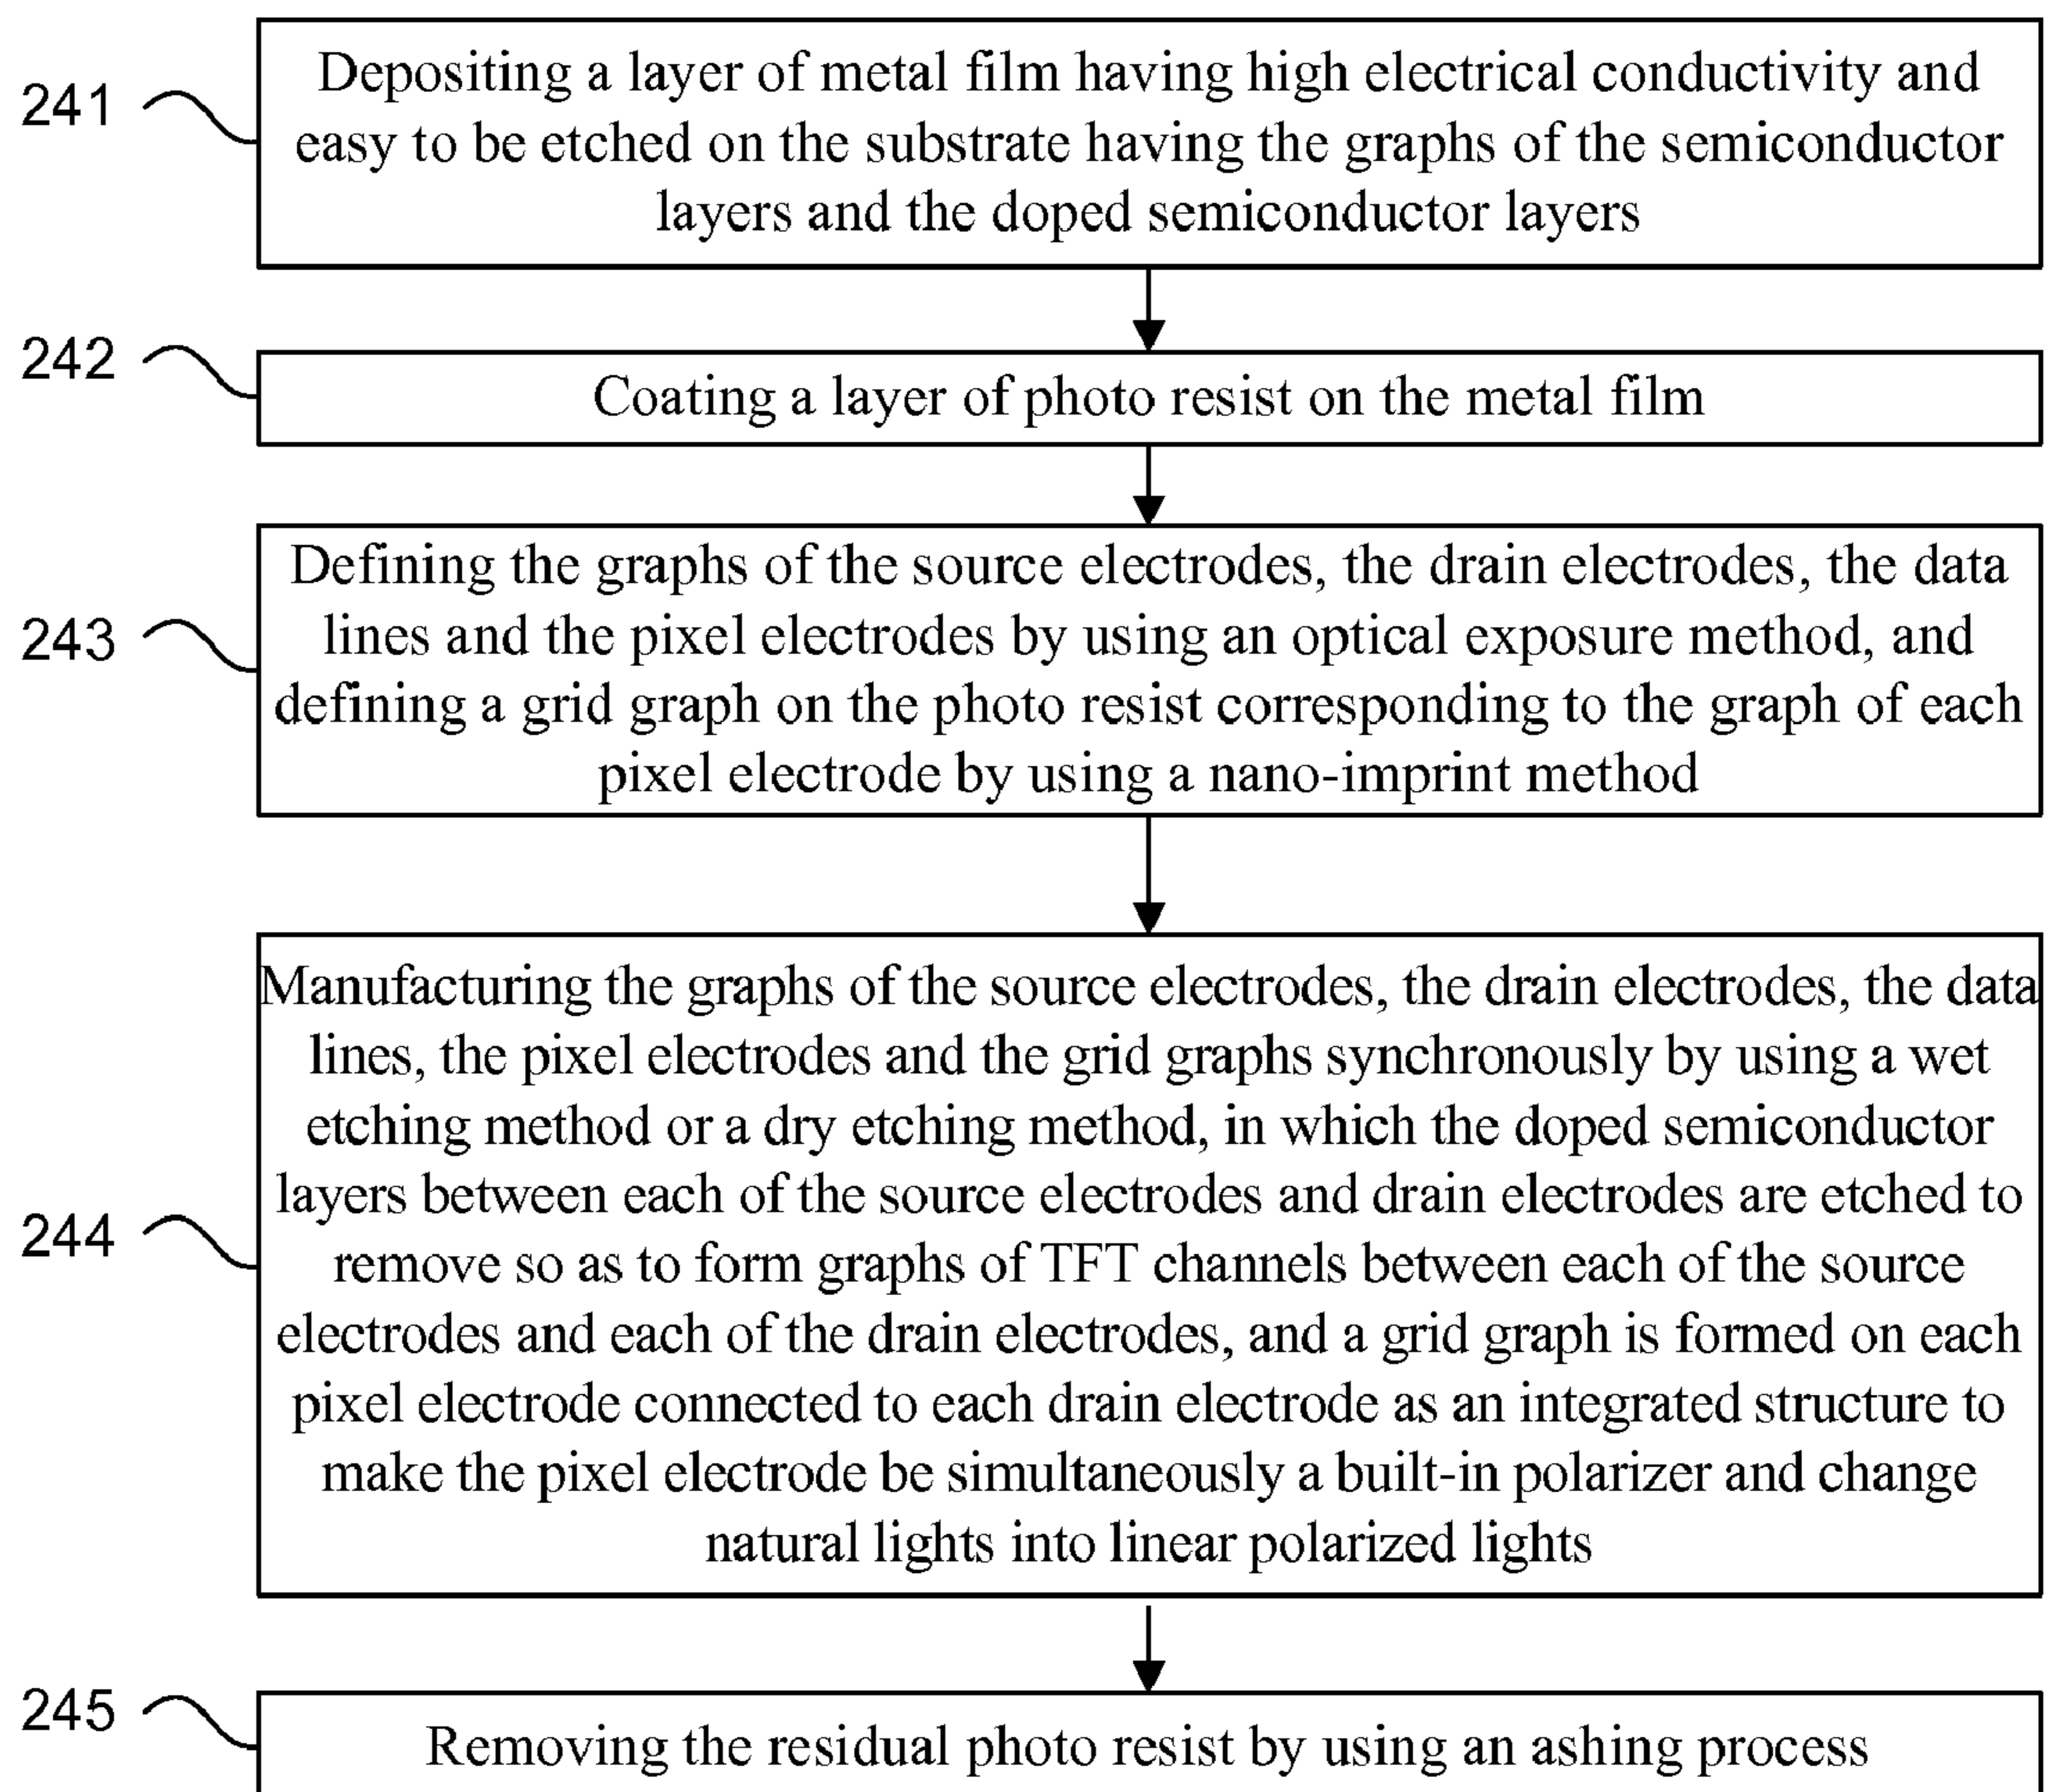 241
Depositing a layer of metal film having high electrical conductivity and
easy to be etched on the substrate having the graphs of the semiconductor
layers and the doped semiconductor layers
242
Coating a layer of photo resist on the metal film
243
Defining the graphs of the source electrodes, the drain electrodes, the data
lines and the pixel electrodes by using an optical exposure method, and
defining a grid graph on the photo resist corresponding to the graph of each
pixel electrode by using a nano-imprint method
244
Manufacturing the graphs of the source electrodes, the drain electrodes, the data
lines, the pixel electrodes and the grid graphs synchronously by using a wet
etching method or a dry etching method, in which the doped semiconductor
layers between each of the source electrodes and drain electrodes are etched to
remove so as to form graphs of TFT channels between each of the source
electrodes and each of the drain electrodes, and a grid graph is formed on each
pixel electrode connected to each drain electrode as an integrated structure to
make the pixel electrode be simultaneously a built-in polarizer and change
natural lights into linear polarized lights
245
Removing the residual photo resist by using an ashing process